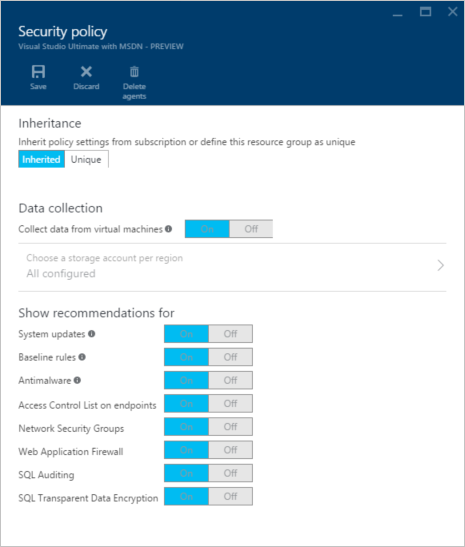 Security policy
Visual Studio Ultimate with MSDN - PREVIEW
Save Discard Delete agents
Inheritance
Inherit policy settings from subscription or define this resource group as unique
Inherited Unique
Data collection
Collect data from virtual machines On Off
Choose a storage account per region
All configured
Show recommendations for
System updates On Off
Baseline rules On Off
Antimalware On Off
Access Control List on endpoints On Off
Network Security Groups On Off
Web Application Firewall On Off
SQL Auditing On Off
SQL Transparent Data Encryption On Off